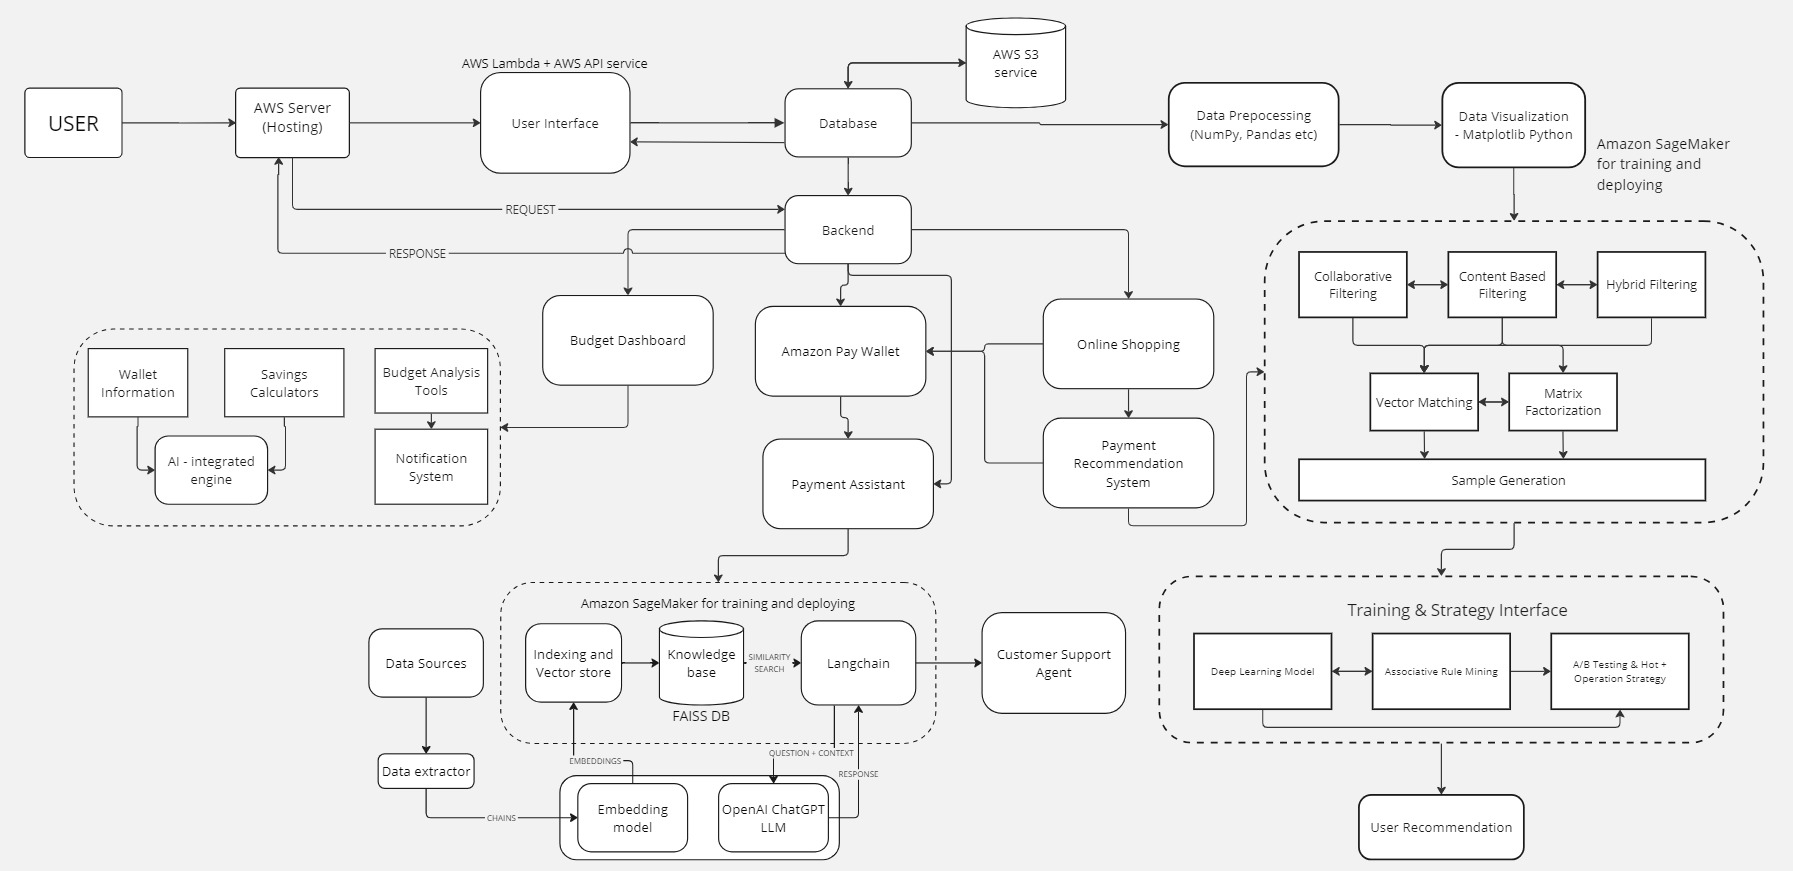 AWS Lambda + AWS API service
AWS S3
service
USER
AWS Server
(Hosting)
User Interface
Database
Data Prepocessing
(NumPy, Pandas etc)
Data Visualization
- Matplotlib Python
Amazon SageMaker
for training and
deploying
REQUEST
Backend
RESPONSE
Collaborative
Filtering
Content Based
Filtering
Hybrid Filtering
Budget Dashboard
Amazon Pay Wallet
Online Shopping
Wallet
Information
Savings
Calculators
Budget Analysis
Tools
Vector Matching
Matrix
Factorization
AI - integrated
engine
Notification
System
Payment Assistant
Payment
Recommendation
System
Sample Generation
Amazon SageMaker for training and deploying
Training & Strategy Interface
Data Sources
Indexing and
Vector store
Knowledge
base
SIMILARITY
SEARCH
Langchain
Customer Support
Agent
Deep Learning Model
Associative Rule Mining
A/B Testing & Hot +
Operation Strategy
FAISS DB
EMBEDDINGS
QUESTION + CONTEXT
RESPONSE
Data extractor
CHAINS
Embedding
model
OpenAI ChatGPT
LLM
User Recommendation